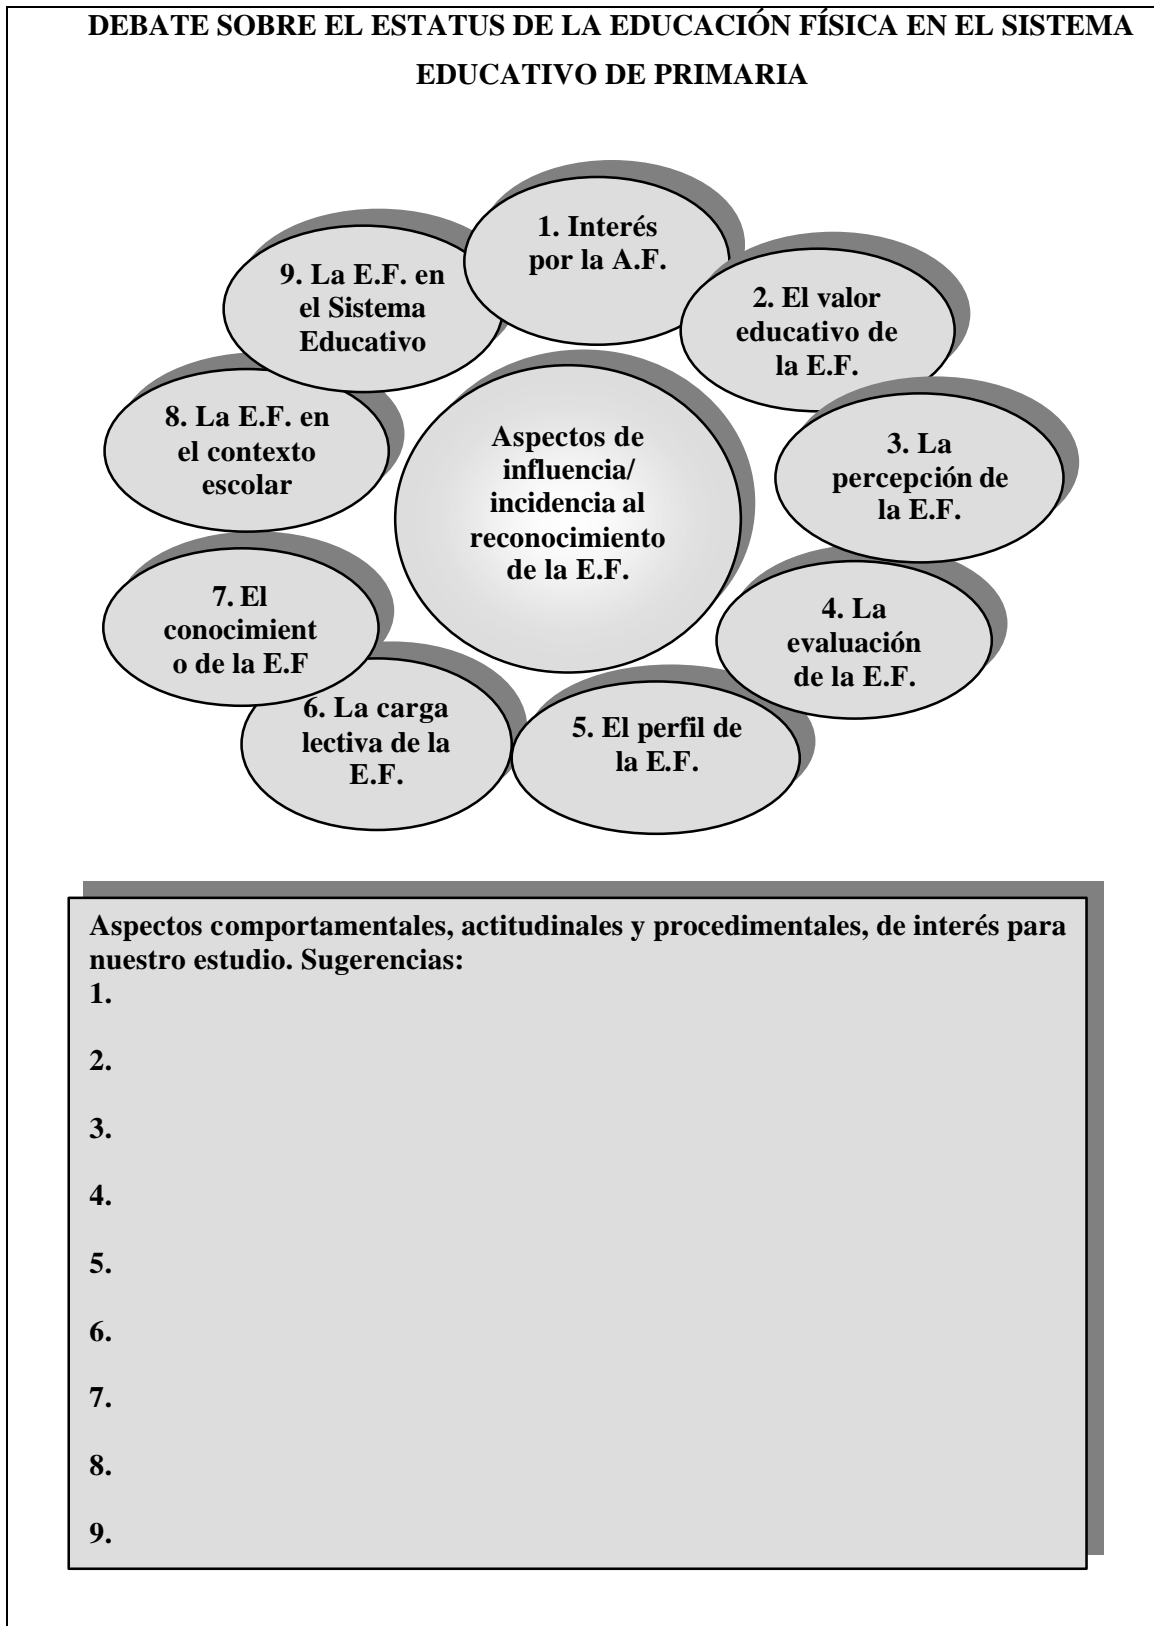 DEBATE SOBRE EL ESTATUS DE LA EDUCACIÓN FÍSICA EN EL SISTEMA
EDUCATIVO DE PRIMARIA
1. Interés
por la A.F.
2. El valor
educativo de
la E.F.
3. La
percepción de
la E.F.
4. La
evaluación
de la E.F.
5. El perfil de
la E.F.
6. La carga
lectiva de la
E.F.
7. El
conocimient
o de la E.F
8. La E.F. en
el contexto
escolar
9. La E.F. en
el Sistema
Educativo
Aspectos de
influencia/
incidencia al
reconocimiento
de la E.F.
Aspectos comportamentales, actitudinales y procedimentales, de interés para
nuestro estudio. Sugerencias:
1.
2.
3.
4.
5.
6.
7.
8.
9.